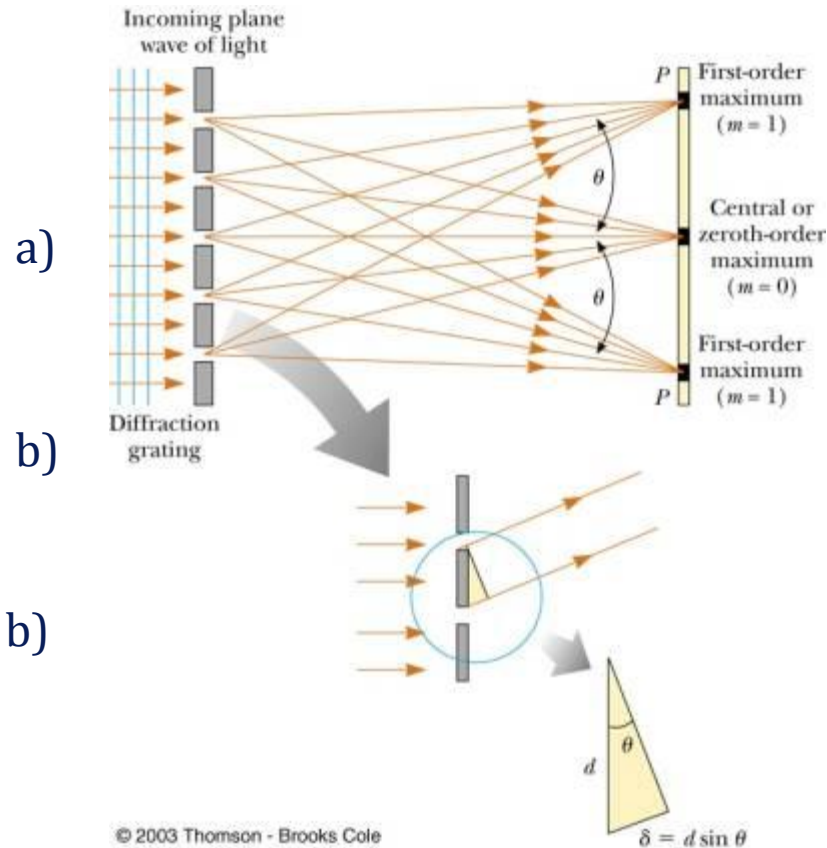 Incoming plane
wave of light
P
First-order
maximum
(m = 1)
θ
a)
Central or
zeroth-order
maximum
(m = 0)
θ
First-order
maximum
P
(m = 1)
Diffraction
grating
b)
b)
θ
d
© 2003 Thomson - Brooks Cole
δ = d sin θ